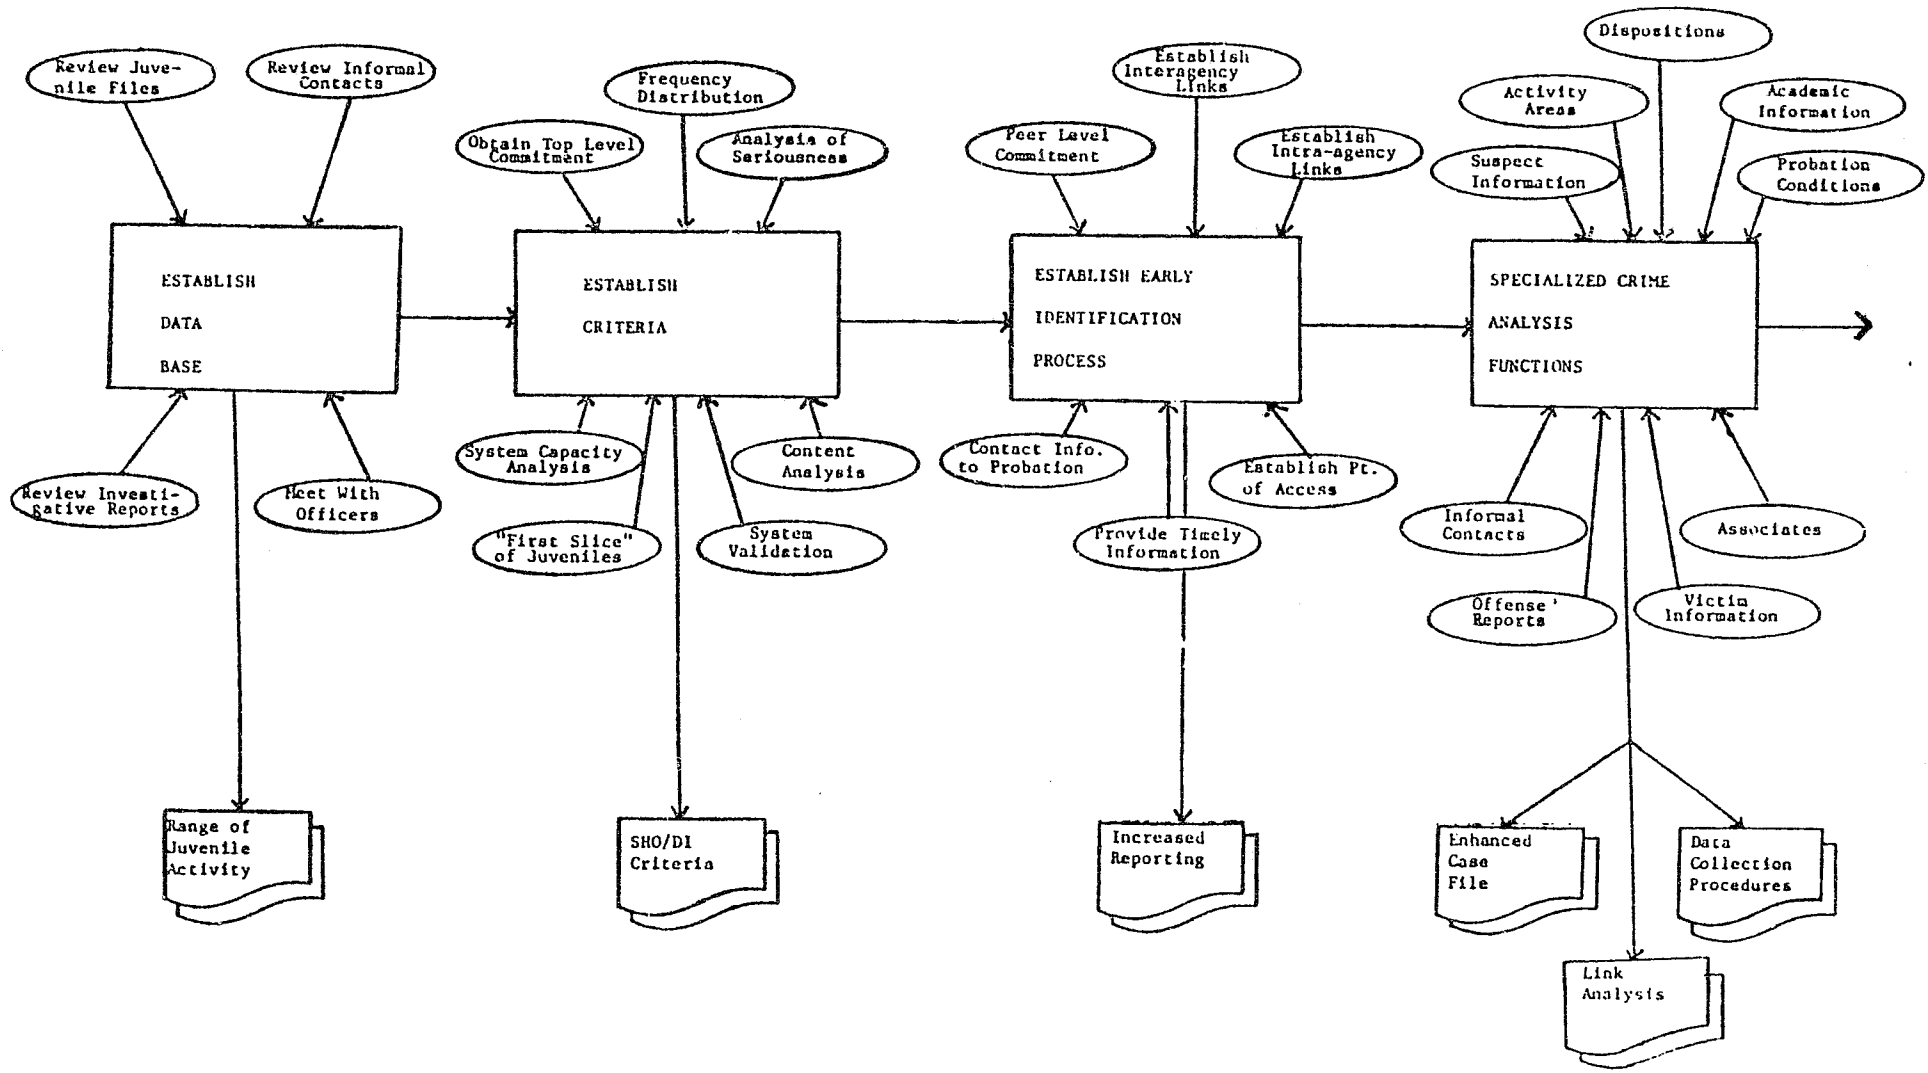 Review Juve-
nile Files
Review Informal
Contacts
ESTABLISH
DATA
BASE
Review Investi-
gative Reports
Meet With
Officers
Range of
Juvenile
Activity
Obtain Top Level
Commitment
Frequency
Distribution
Analysis of
Seriousness
ESTABLISH
CRITERIA
System Capacity
Analysis
"First Slice"
of Juveniles
System
Validation
Content
Analysis
SHO/DI
Criteria
Peer Level
Commitment
Establish
Interagency
Links
Establish
Intra-agency
Links
ESTABLISH EARLY
IDENTIFICATION
PROCESS
Contact Info.
to Probation
Provide Timely
Information
Establish Pt.
of Access
Increased
Reporting
Dispositions
Activity
Areas
Academic
Information
Suspect
Information
Probation
Conditions
SPECIALIZED CRIME
ANALYSIS
FUNCTIONS
Informal
Contacts
Offense
Reports
Victim
Information
Associates
Enhanced
Case
File
Data
Collection
Procedures
Link
Analysis